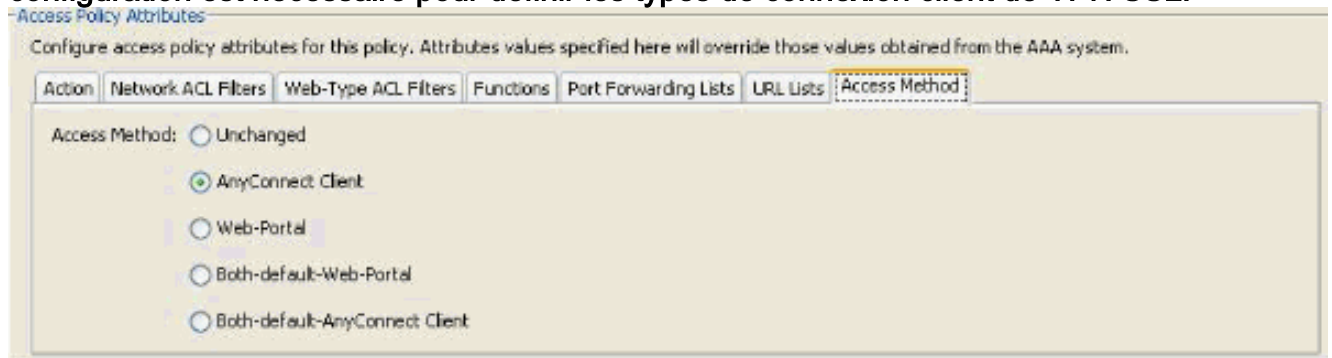 configuration est nécessaire pour définir les types de connexion client de VPN SSL.
Access Policy Attributes
Configure access policy attributes for this policy. Attributes values specified here will override those values obtained from the AAA system.
Action Network ACL Filters Web-Type ACL Filters Functions Port Forwarding Lists URL Lists Access Method
Access Method: Unchanged
AnyConnect Client
Web-Portal
Both-default-Web-Portal
Both-default-AnyConnect Client